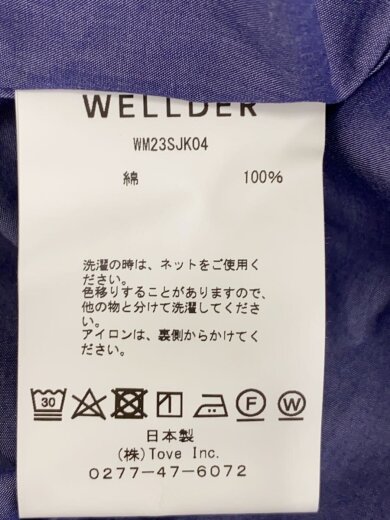 WELLDER
WM23SJK04
綿 100%
洗濯の時は、ネットをご使用く
ださい。
色移りすることがありますので、
他の物と分けて洗濯してくださ
い。
アイロンは、裏側からかけてく
ださい。
30 F W
日本製
(株)Tove Inc.
0277-47-6072